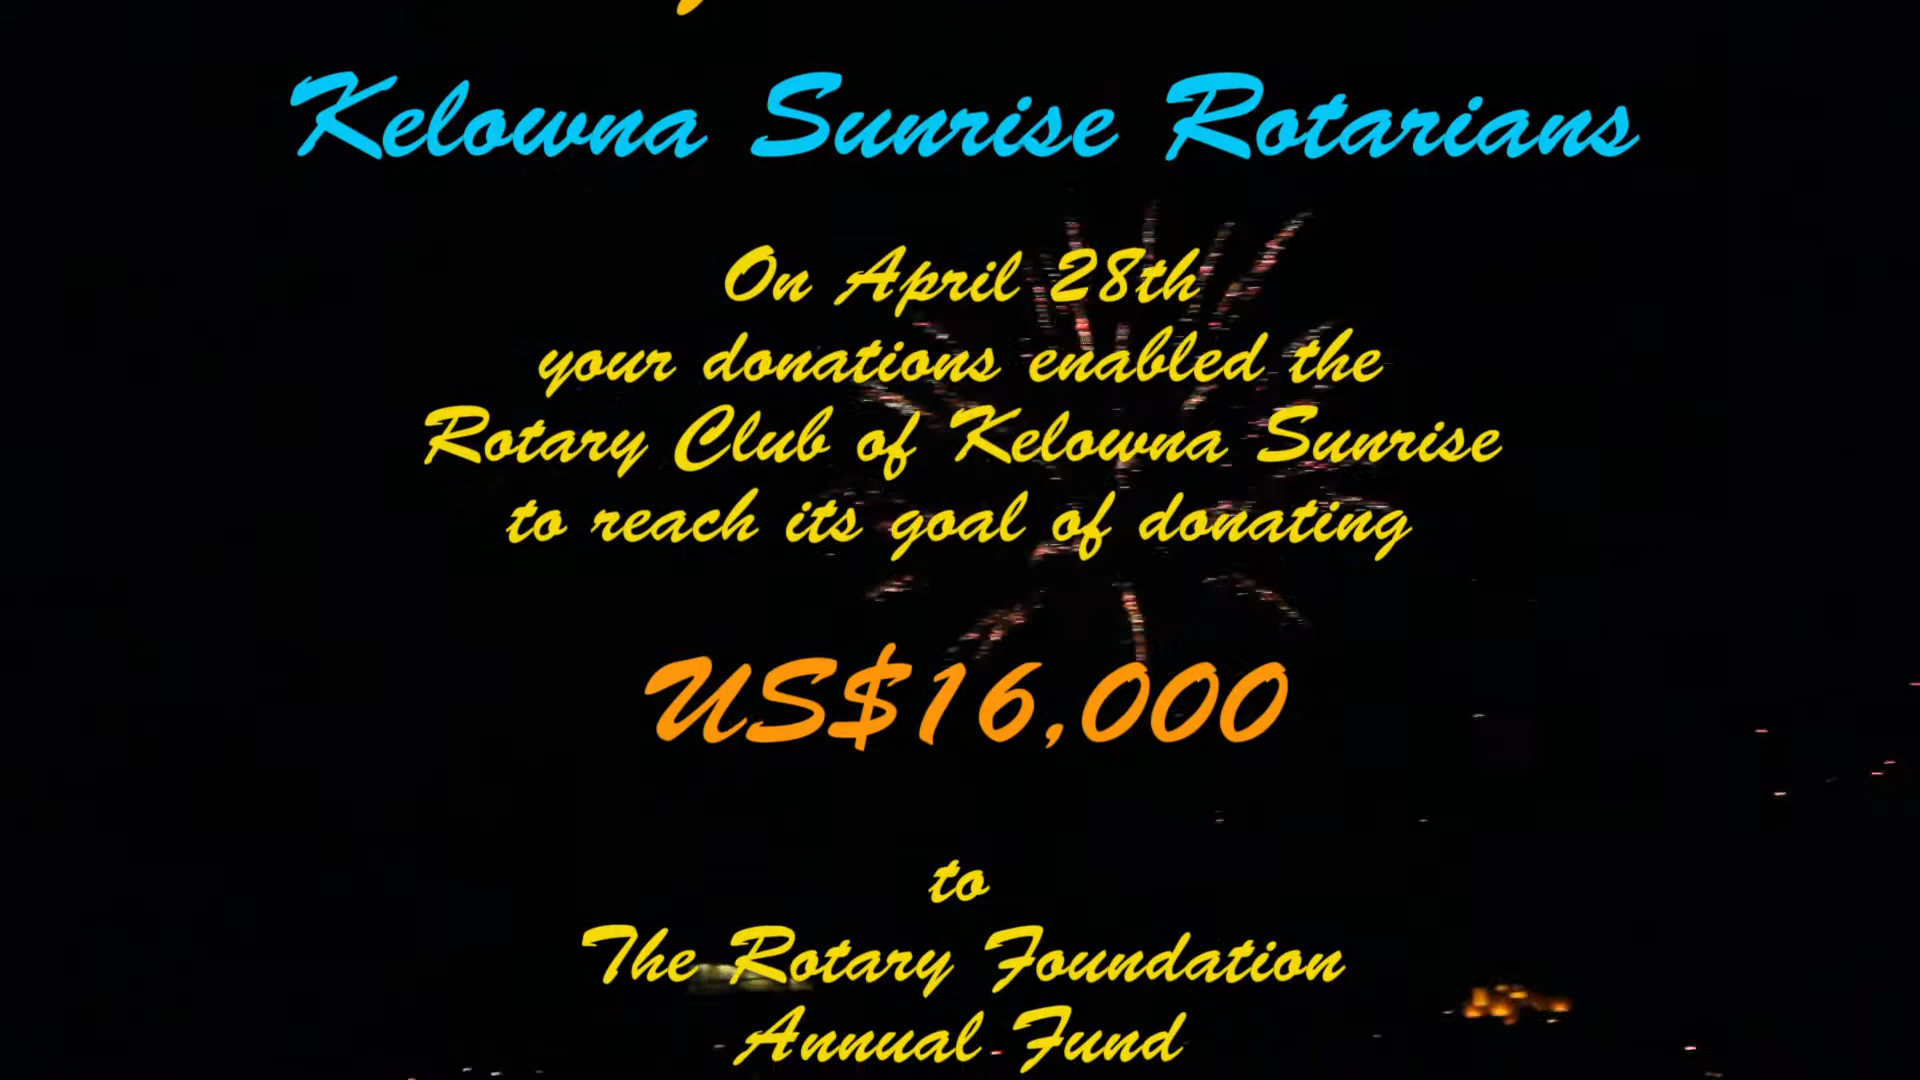 Kelowna Sunrise Rotarians
On April 28th
your donations enabled the
Rotary Club of Kelowna Sunrise
to reach its goal of donating
US$16,000
to
The Rotary Foundation
Annual Fund